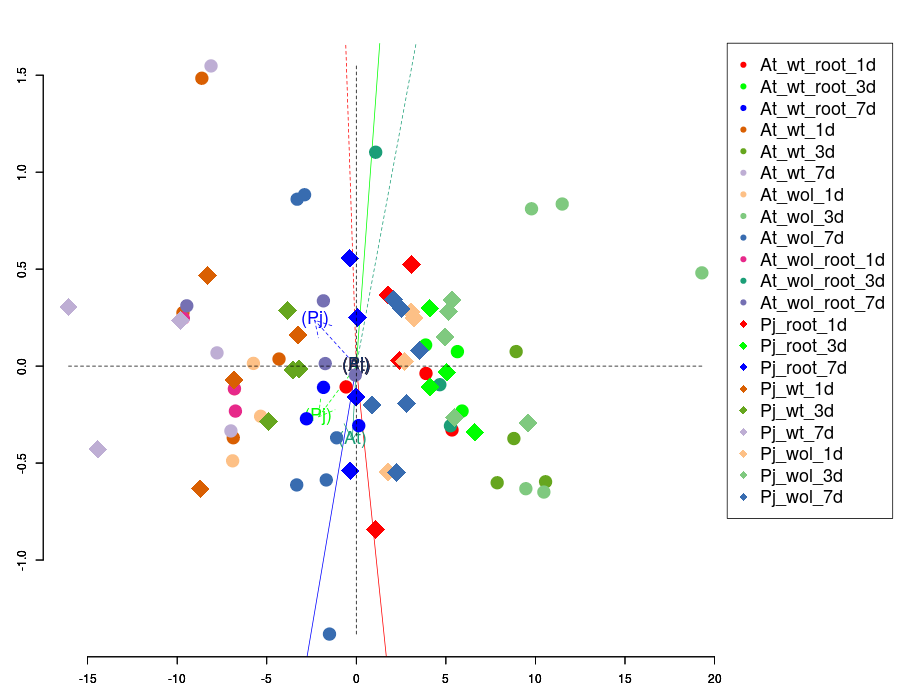 1.5
1.0
0.5
0.0
-0.5
-1.0
(Pj)
(Pj)
(At)
-15
-10
-5
0
5
10
15
20
At_wt_root_1d
At_wt_root_3d
At_wt_root_7d
At_wt_1d
At_wt_3d
At_wt_7d
At_wol_1d
At_wol_3d
At_wol_7d
At_wol_root_1d
At_wol_root_3d
At_wol_root_7d
Pj_root_1d
Pj_root_3d
Pj_root_7d
Pj_wt_1d
Pj_wt_3d
Pj_wt_7d
Pj_wol_1d
Pj_wol_3d
Pj_wol_7d